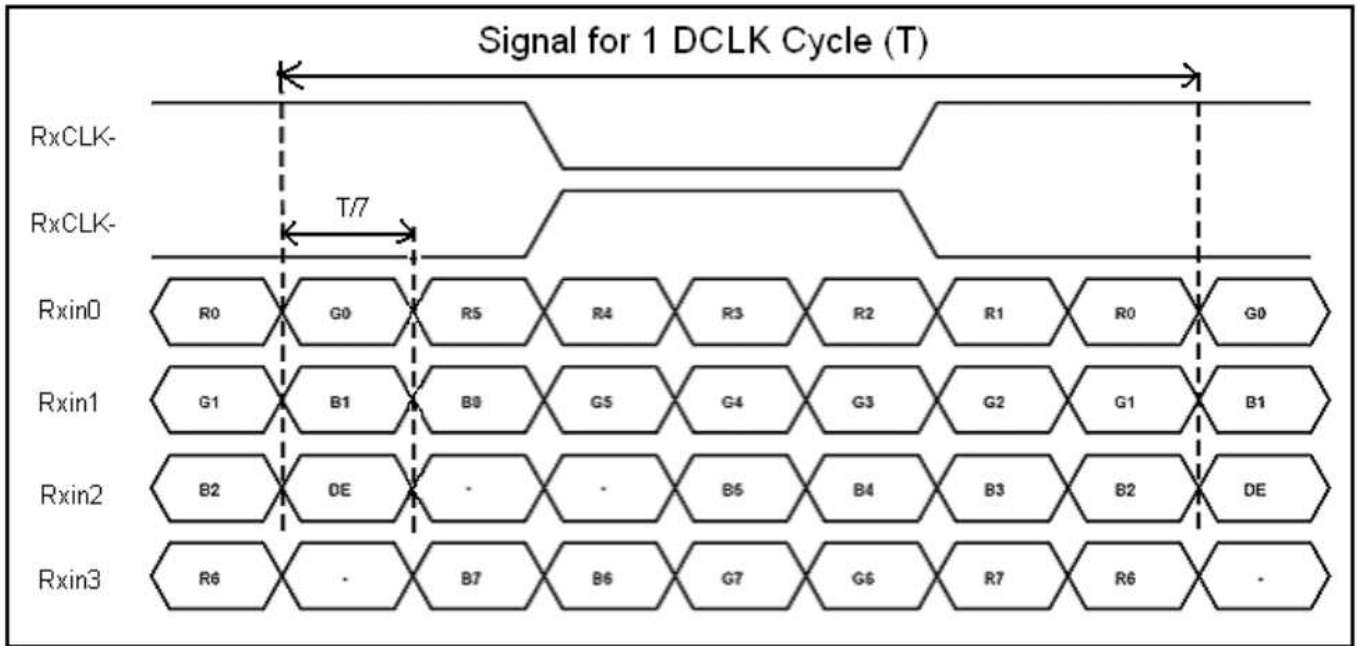 Signal for 1 DCLK Cycle (T)
RxCLK-
T/7
RxCLK-
Rxin0 R0 G0 R5 R4 R3 R2 R1 R0 G0
Rxin1 G1 B1 B0 G5 G4 G3 G2 G1 B1
Rxin2 B2 DE - - B5 B4 B3 B2 DE
Rxin3 R6 - B7 B6 G7 G6 R7 R6 -